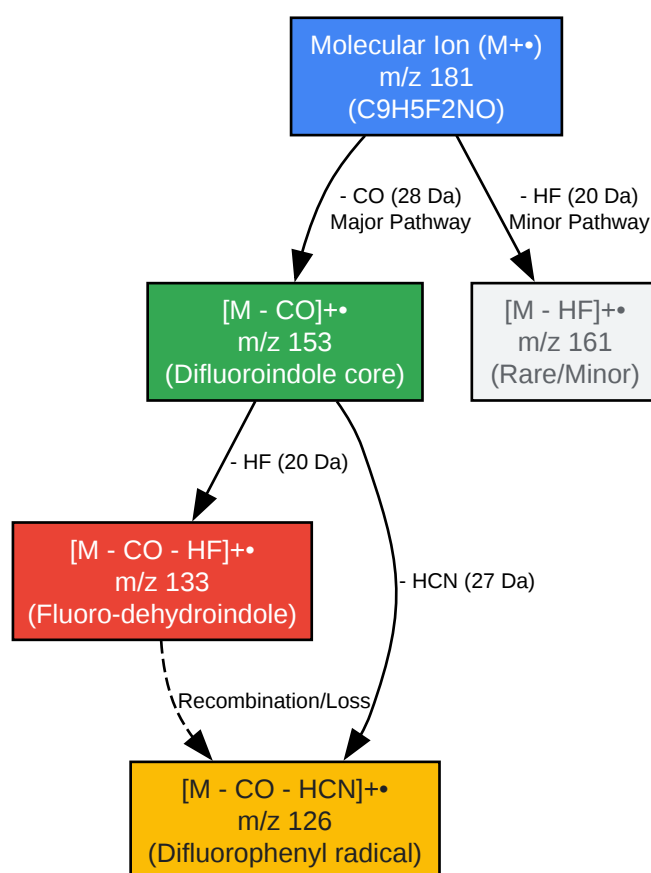 Molecular Ion (M+•)
m/z 181
(C9H5F2NO)
- CO (28 Da)
Major Pathway
- HF (20 Da)
Minor Pathway
[M - CO]+•
m/z 153
(Difluoroindole core)
[M - HF]+•
m/z 161
(Rare/Minor)
- HF (20 Da)
[M - CO - HF]+•
m/z 133
(Fluoro-dehydroindole)
- HCN (27 Da)
Recombination/Loss
[M - CO - HCN]+•
m/z 126
(Difluorophenyl radical)